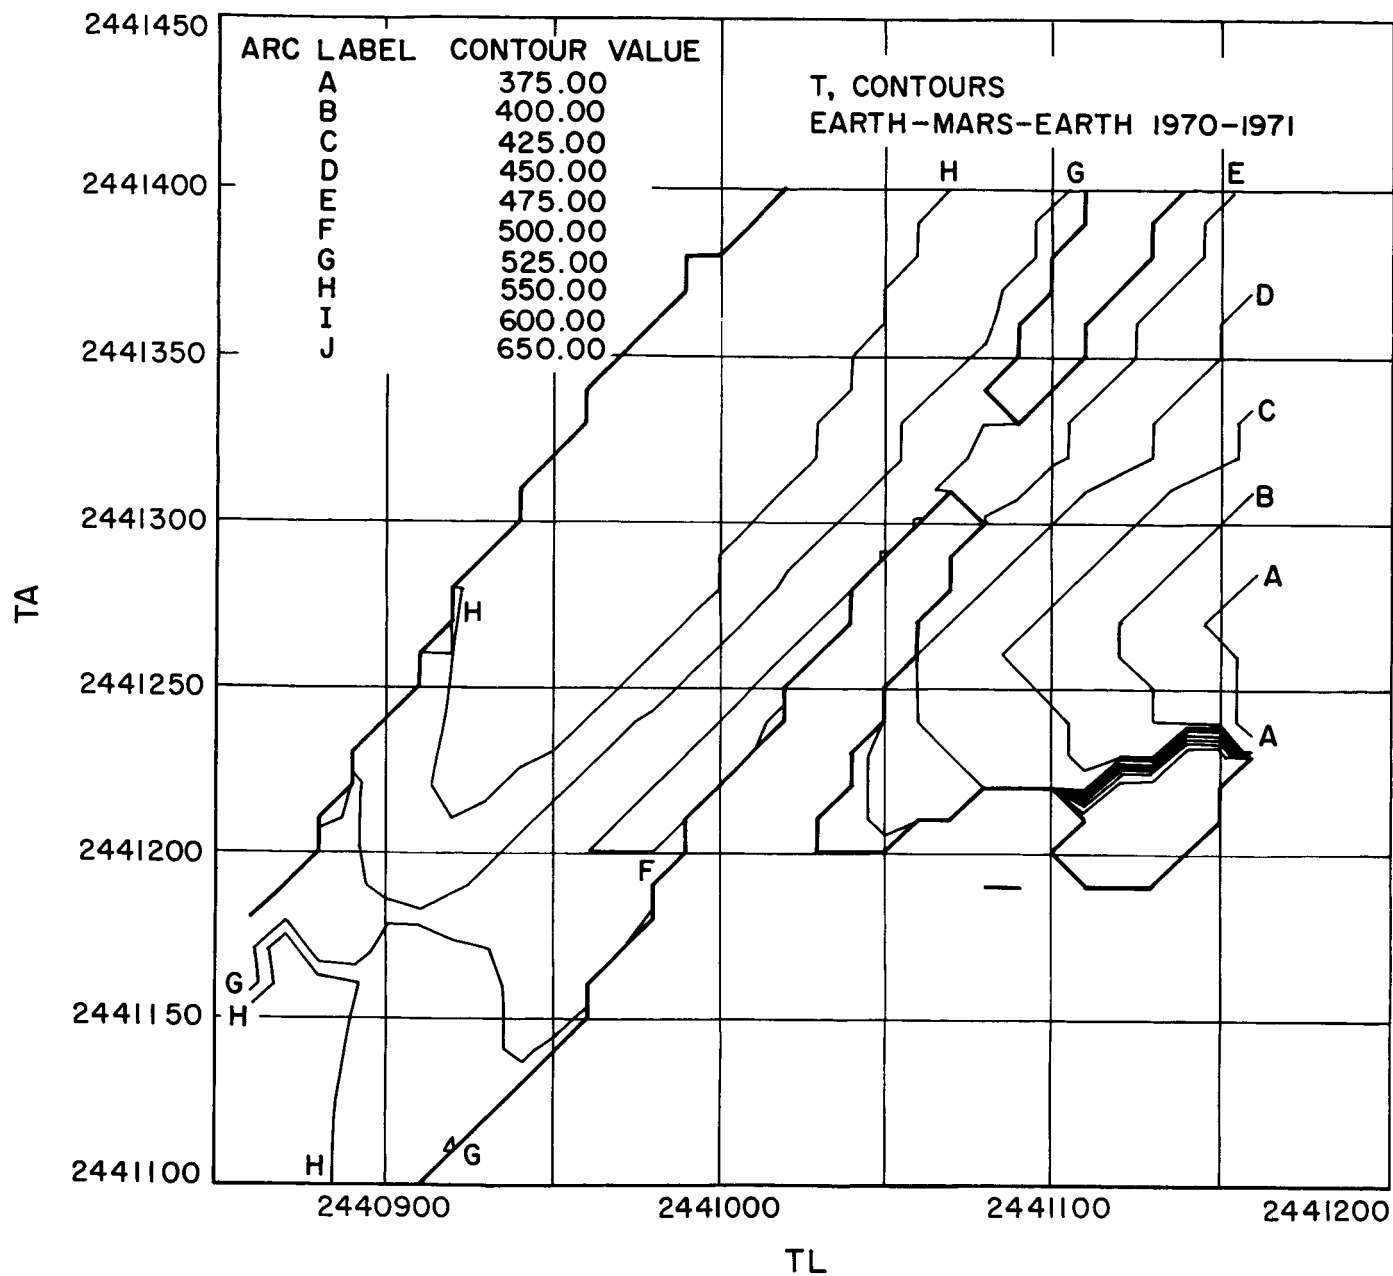 2441450
ARC LABEL CONTOUR VALUE
A 375.00
B 400.00
C 425.00
D 450.00
E 475.00
F 500.00
G 525.00
H 550.00
I 600.00
J 650.00
T, CONTOURS
EARTH-MARS-EARTH 1970-1971
H G E
2441400
D
2441350
C
B
2441300
A
H
TA
2441250
A
2441200
F
G
2441150 H
G
H
2441100
2440900 2441000 2441100 2441200
TL